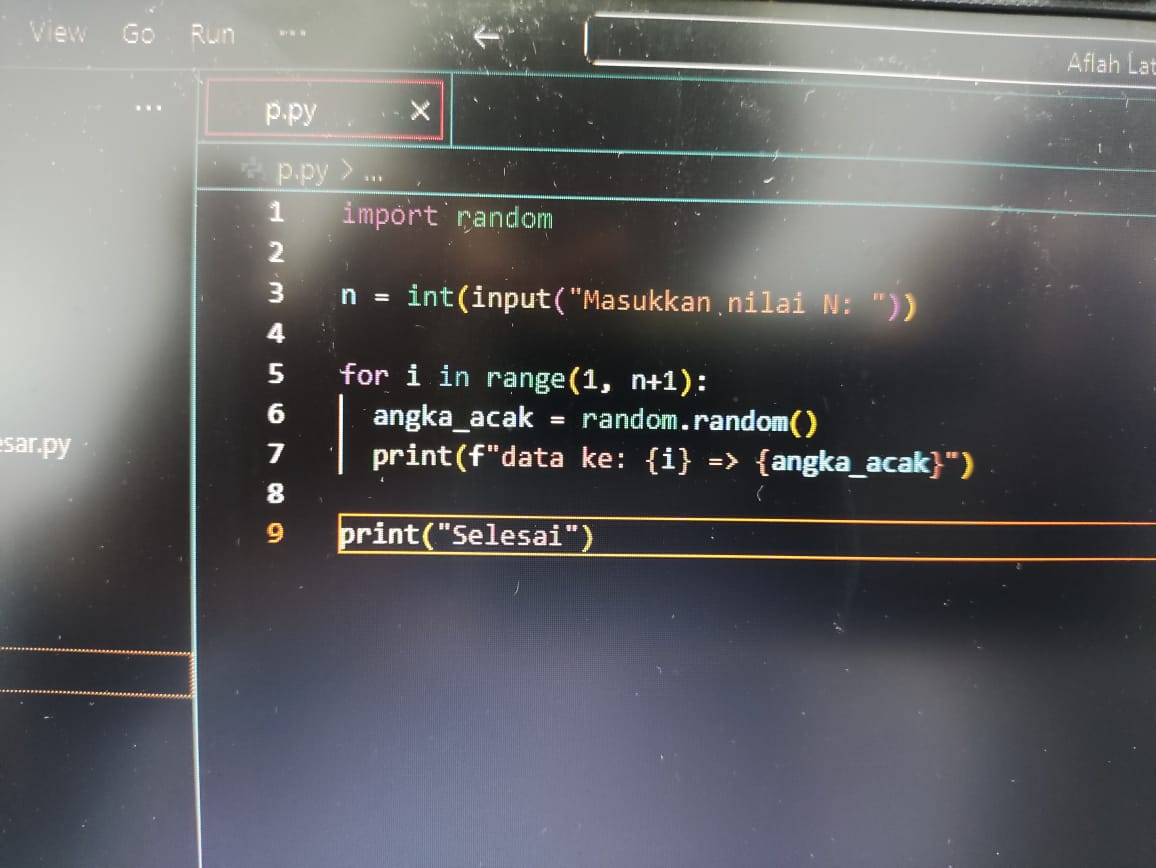 View Go Run ...
Aflah Lat
...
p.py
p.py > ...
1 import random
2
3 n = int(input("Masukkan nilai N: "))
4
5 for i in range(1, n+1):
6 angka_acak = random.random()
esar.py
7 print(f"data ke: {i} => {angka_acak}")
8
9 print("Selesai")